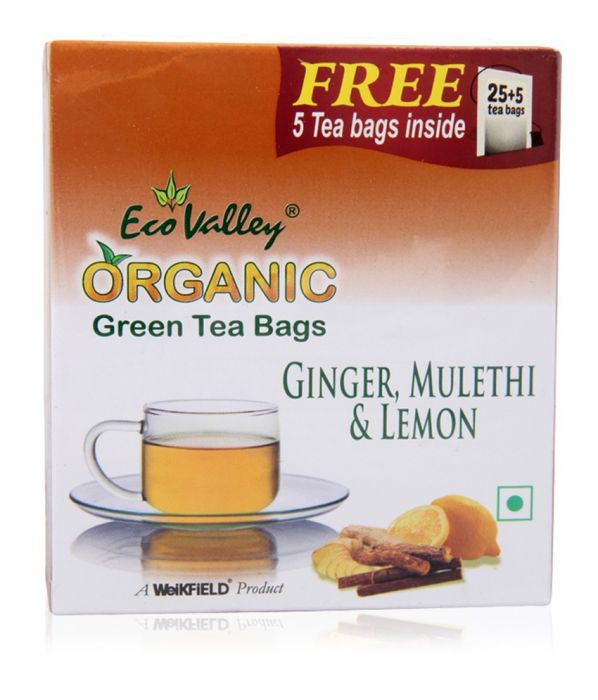 FREE
5 Tea bags inside
25+5
tea bags
Eco Valley®
ORGANIC
Green Tea Bags
GINGER, MULETHI
& LEMON
A WeiKFiELD® Product